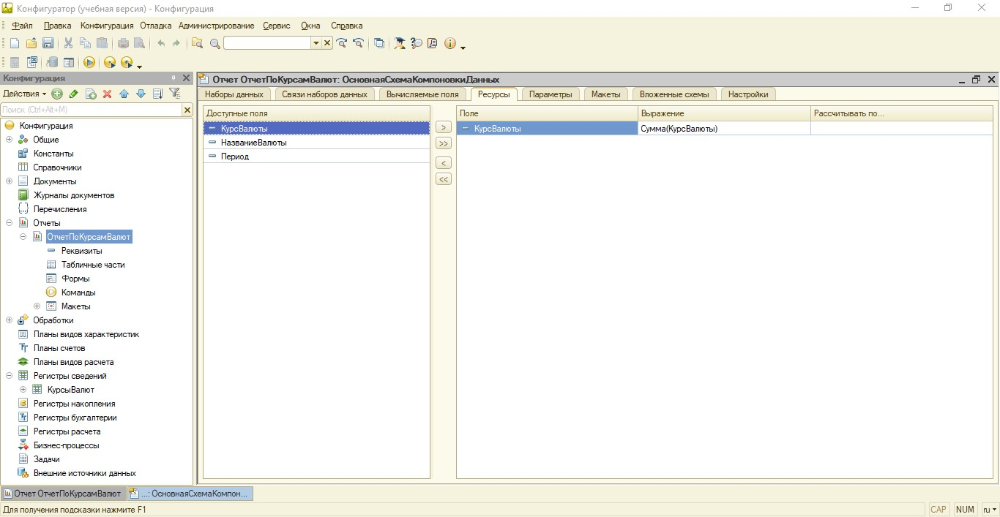 Конфигуратор (учебная версия) - Конфигурация
Файл Правка Конфигурация Отладка Администрирование Сервис Окна Справка
Конфигурация
Действия
Поиск (Ctrl+Alt+M)
Конфигурация
Общие
Константы
Справочники
Документы
Журналы документов
Перечисления
Отчеты
ОтчетПоКурсамВалют
Реквизиты
Табличные части
Формы
Команды
Макеты
Обработки
Планы видов характеристик
Планы счетов
Планы видов расчета
Регистры сведений
КурсыВалют
Регистры накопления
Регистры бухгалтерии
Регистры расчета
Бизнес-процессы
Задачи
Внешние источники данных
Отчет ОтчетПоКурсамВалют: ОсновнаяСхемаКомпоновкиДанных
Наборы данных Связи наборов данных Вычисляемые поля Ресурсы Параметры Макеты Вложенные схемы Настройки
Доступные поля
КурсВалюты
НазваниеВалюты
Период
>
>>
<
<<
Поле Выражение Рассчитывать по...
КурсВалюты Сумма(КурсВалюты)
Отчет ОтчетПоКурсамВалют ...: ОсновнаяСхемаКомпон...
Для получения подсказки нажмите F1 CAP NUM ru